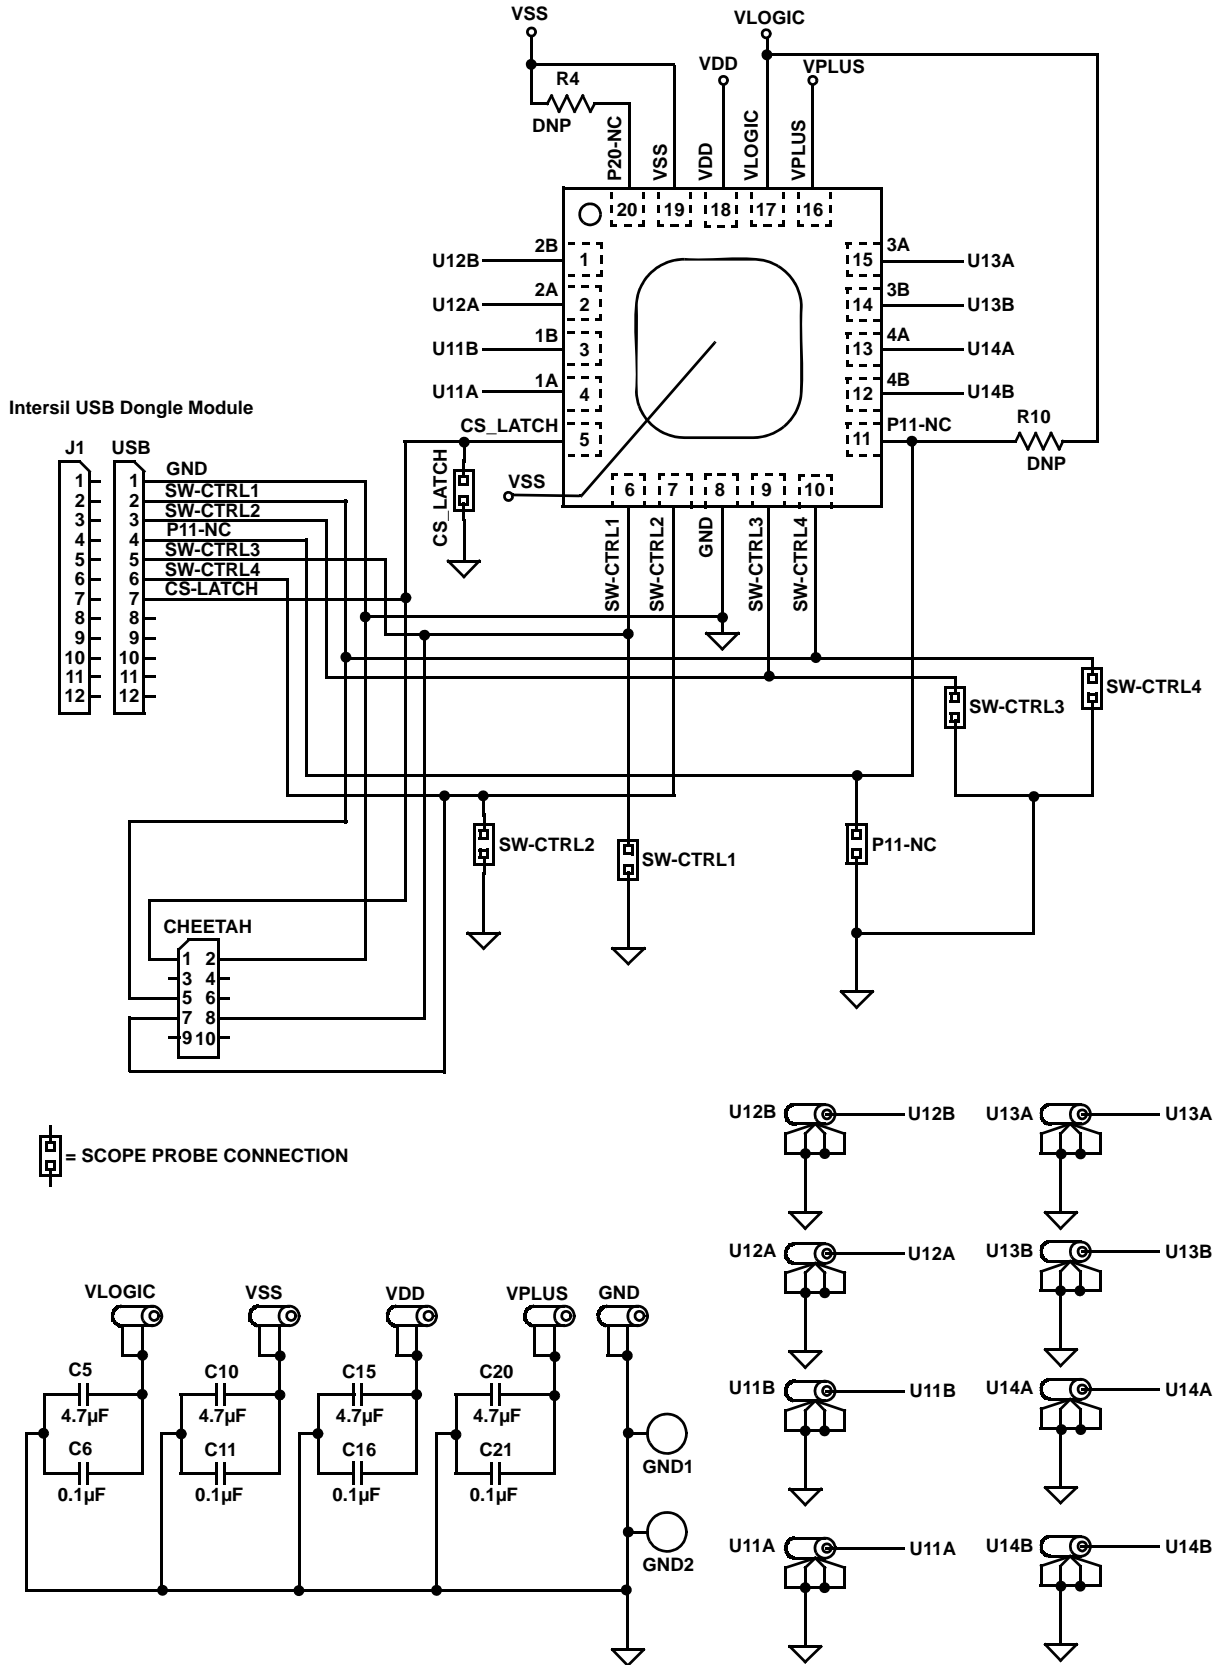 VSS
VLOGIC
VDD
VPLUS
R4
DNP
P20-NC
VSS
VDD
VLOGIC
VPLUS
20 19 18 17 16
U12B 2B 1
U12A 2A 2
U11B 1B 3
U11A 1A 4
CS_LATCH 5
15 3A U13A
14 3B U13B
13 4A U14A
12 4B U14B
11 P11-NC
R10
DNP
CS_LATCH
VSS
6 7 8 9 10
SW-CTRL1
SW-CTRL2
GND
SW-CTRL3
SW-CTRL4
Intersil USB Dongle Module
J1 USB
1 1 GND
2 2 SW-CTRL1
3 3 SW-CTRL2
4 4 P11-NC
5 5 SW-CTRL3
6 6 SW-CTRL4
7 7 CS-LATCH
8 8
9 9
10 10
11 11
12 12
SW-CTRL3
SW-CTRL4
SW-CTRL2
SW-CTRL1
P11-NC
CHEETAH
1 2
3 4
5 6
7 8
9 10
= SCOPE PROBE CONNECTION
U12B U12B U13A U13A
U12A U12A U13B U13B
U11B U11B U14A U14A
U11A U11A U14B U14B
VLOGIC VSS VDD VPLUS GND
C5 C10 C15 C20
4.7µF 4.7µF 4.7µF 4.7µF
C6 C11 C16 C21
0.1µF 0.1µF 0.1µF 0.1µF
GND1
GND2